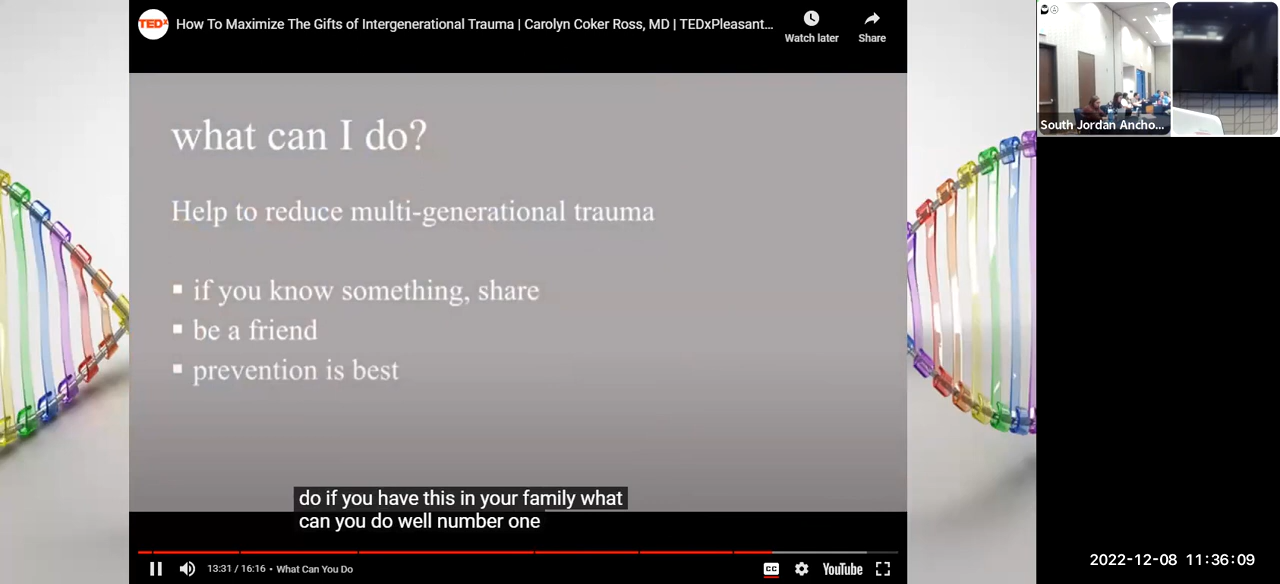 TEDx
How To Maximize The Gifts of Intergenerational Trauma | Carolyn Coker Ross, MD | TEDxPleasant...
Watch later
Share
South Jordan Ancho...
what can I do?
Help to reduce multi-generational trauma
▪ if you know something, share
▪ be a friend
▪ prevention is best
do if you have this in your family what
can you do well number one
13:31 / 16:16 • What Can You Do
CC
YouTube
2022-12-08 11:36:09